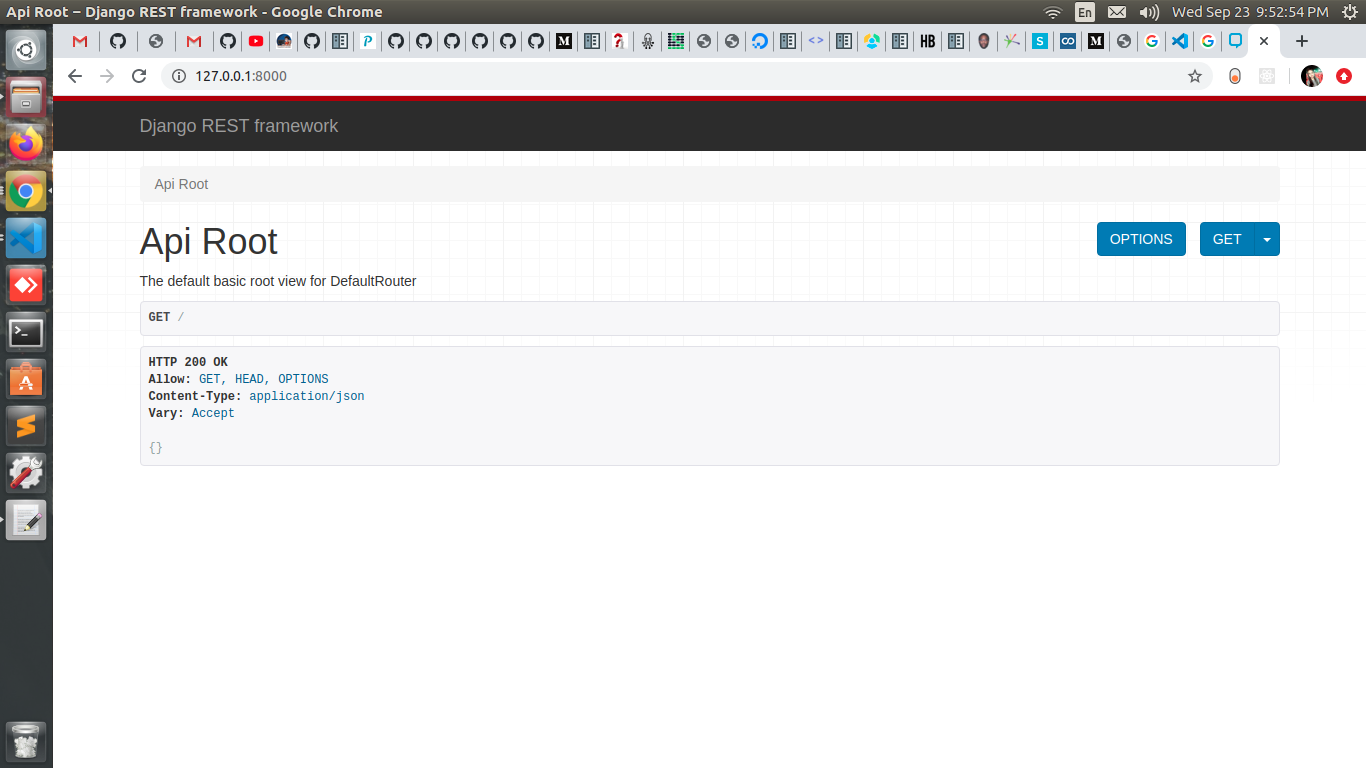 Api Root – Django REST framework - Google Chrome
En
Wed Sep 23 9:52:54 PM
M
HB
M
S
CO
127.0.0.1:8000
Django REST framework
Api Root
Api Root
OPTIONS
GET
The default basic root view for DefaultRouter
GET /
HTTP 200 OK
Allow: GET, HEAD, OPTIONS
Content-Type: application/json
Vary: Accept
{}